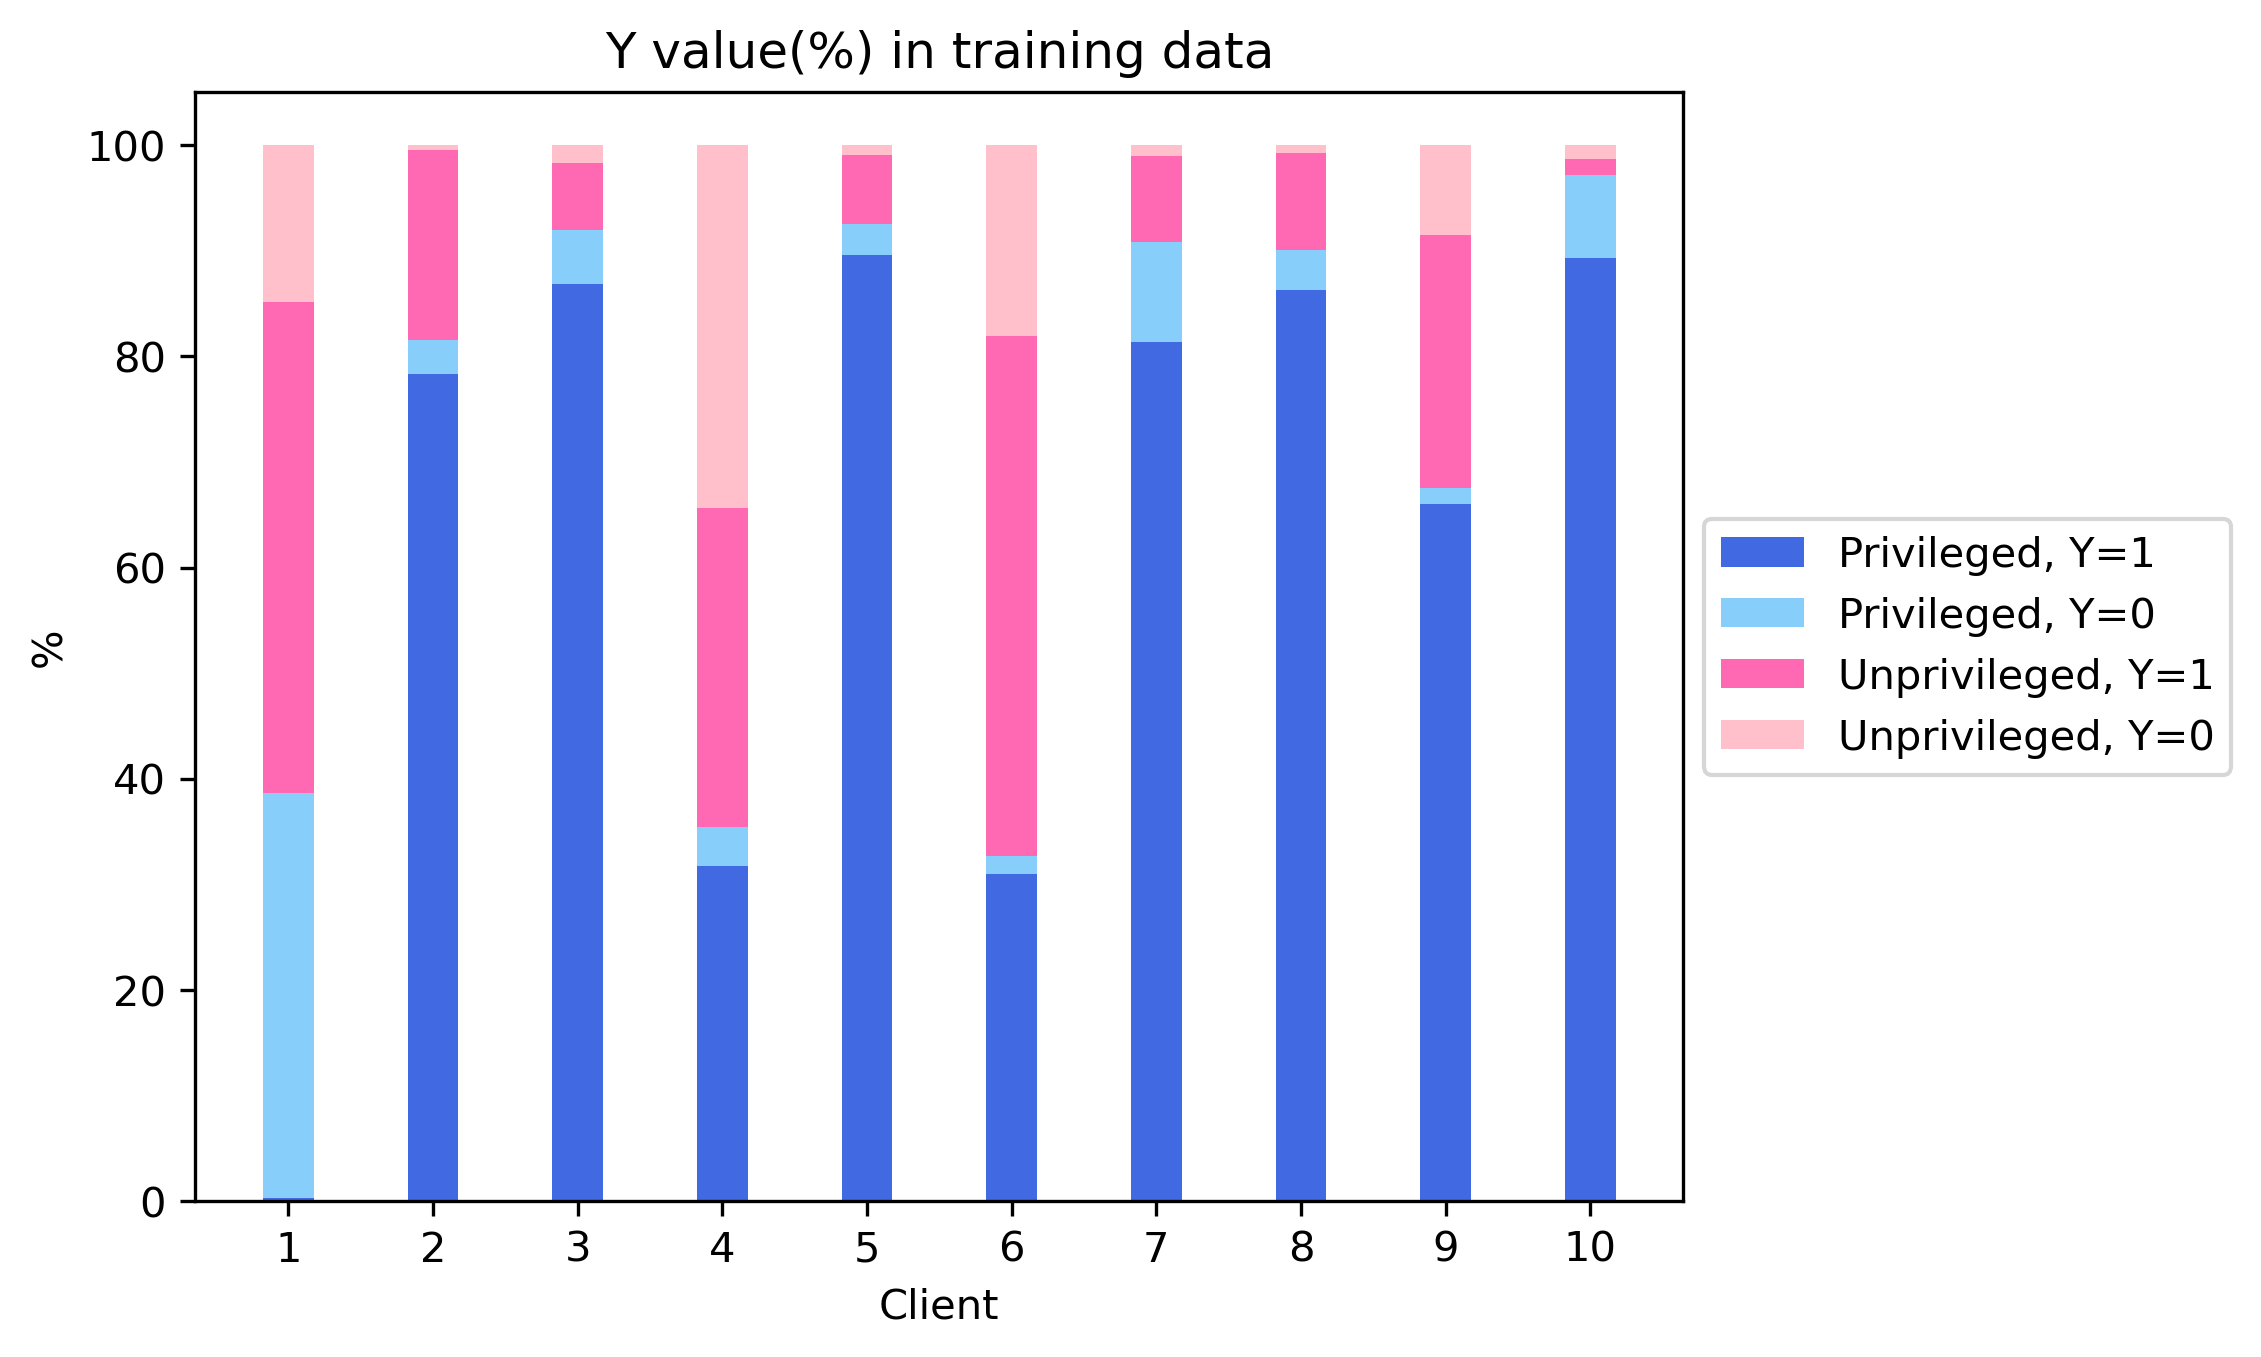 Y value(%) in training data
100
80
60
40
20
0
%
1 2 3 4 5 6 7 8 9 10
Client
Privileged, Y=1
Privileged, Y=0
Unprivileged, Y=1
Unprivileged, Y=0